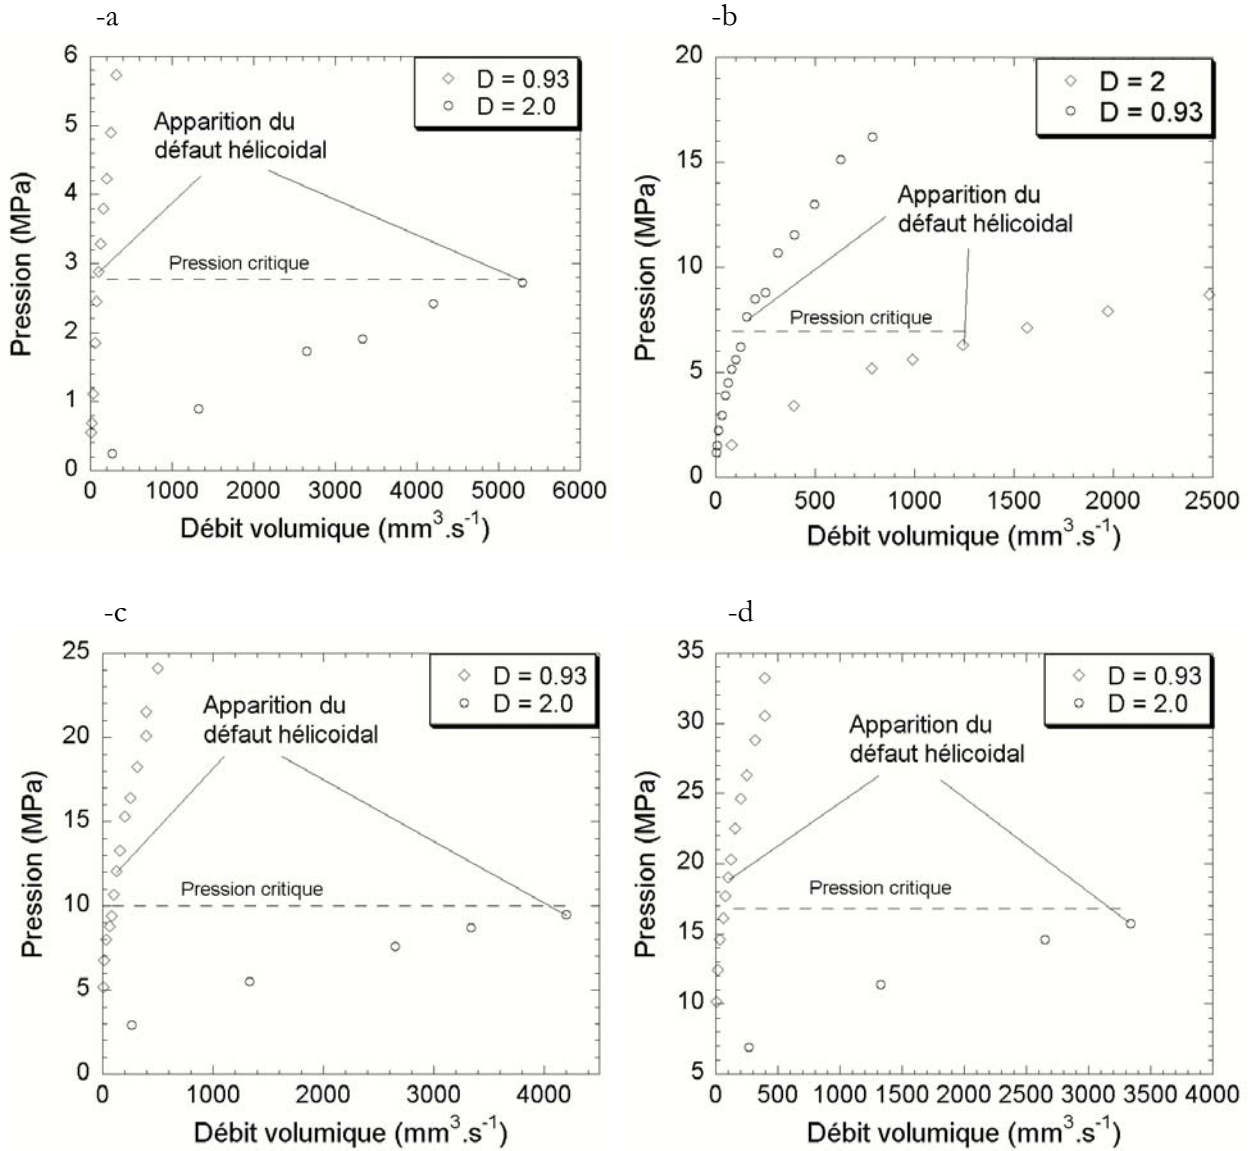 -a
6
5
4
3
2
1
0
Pression (MPa)
D = 0.93
D = 2.0
Apparition du
défaut hélicoidal
Pression critique
0 1000 2000 3000 4000 5000 6000
Débit volumique (mm³.s⁻¹)
-b
20
15
10
5
0
Pression (MPa)
D = 2
D = 0.93
Apparition du
défaut hélicoidal
Pression critique
0 500 1000 1500 2000 2500
Débit volumique (mm³.s⁻¹)
-c
25
20
15
10
5
0
Pression (MPa)
D = 0.93
D = 2.0
Apparition du
défaut hélicoidal
Pression critique
0 1000 2000 3000 4000
Débit volumique (mm³.s⁻¹)
-d
35
30
25
20
15
10
5
Pression (MPa)
D = 0.93
D = 2.0
Apparition du
défaut hélicoidal
Pression critique
0 500 1000 1500 2000 2500 3000 3500 4000
Débit volumique (mm³.s⁻¹)